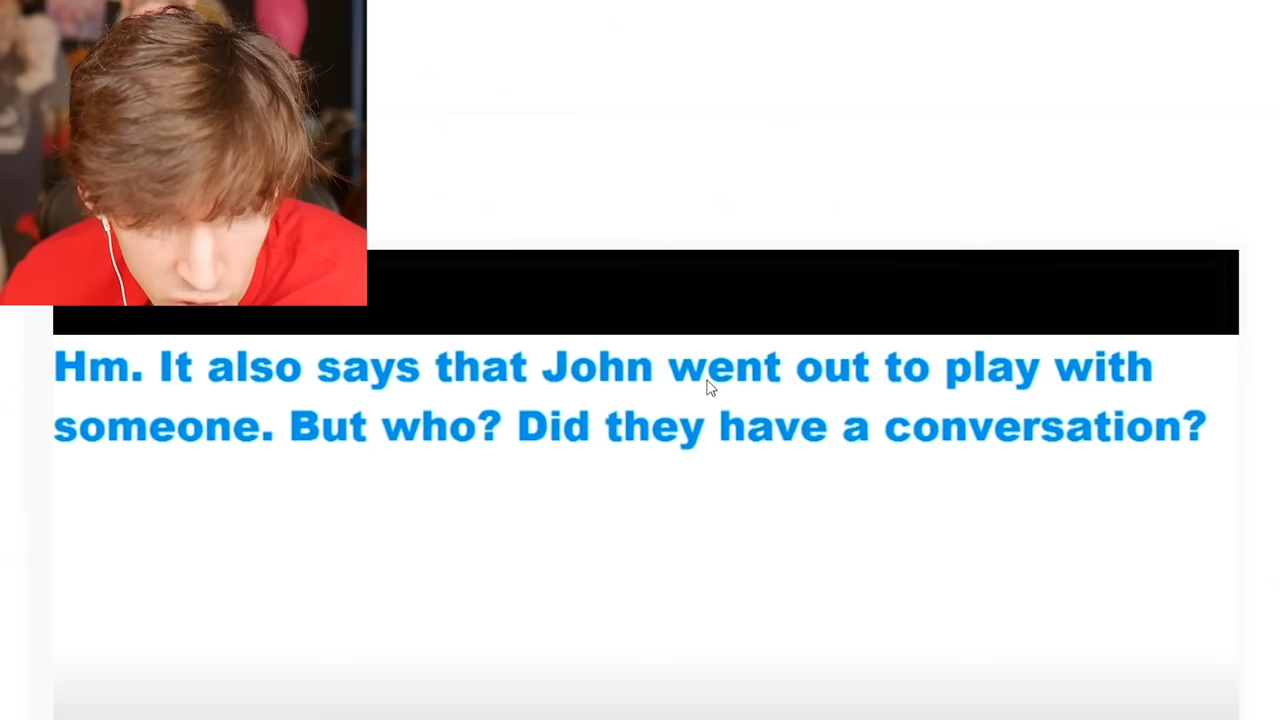 Hm. It also says that John went out to play with
someone. But who? Did they have a conversation?